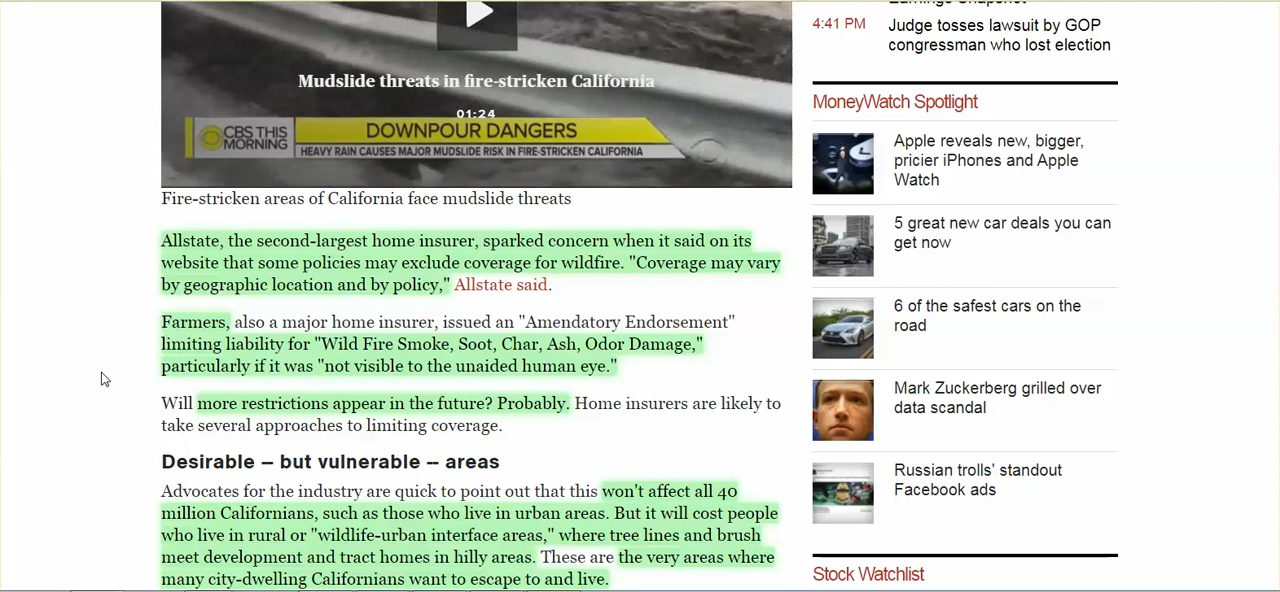 Mudslide threats in fire-stricken California
01:24
CBS THIS
MORNING
DOWNPOUR DANGERS
HEAVY RAIN CAUSES MAJOR MUDSLIDE RISK IN FIRE-STRICKEN CALIFORNIA
Fire-stricken areas of California face mudslide threats
Allstate, the second-largest home insurer, sparked concern when it said on its
website that some policies may exclude coverage for wildfire. "Coverage may vary
by geographic location and by policy," Allstate said.
Farmers, also a major home insurer, issued an "Amendatory Endorsement"
limiting liability for "Wild Fire Smoke, Soot, Char, Ash, Odor Damage,"
particularly if it was "not visible to the unaided human eye."
Will more restrictions appear in the future? Probably. Home insurers are likely to
take several approaches to limiting coverage.
Desirable -- but vulnerable -- areas
Advocates for the industry are quick to point out that this won't affect all 40
million Californians, such as those who live in urban areas. But it will cost people
who live in rural or "wildlife-urban interface areas," where tree lines and brush
meet development and tract homes in hilly areas. These are the very areas where
many city-dwelling Californians want to escape to and live.
Earnings Snapshot
4:41 PM
Judge tosses lawsuit by GOP
congressman who lost election
MoneyWatch Spotlight
Apple reveals new, bigger,
pricier iPhones and Apple
Watch
5 great new car deals you can
get now
6 of the safest cars on the
road
Mark Zuckerberg grilled over
data scandal
Russian trolls' standout
Facebook ads
Stock Watchlist